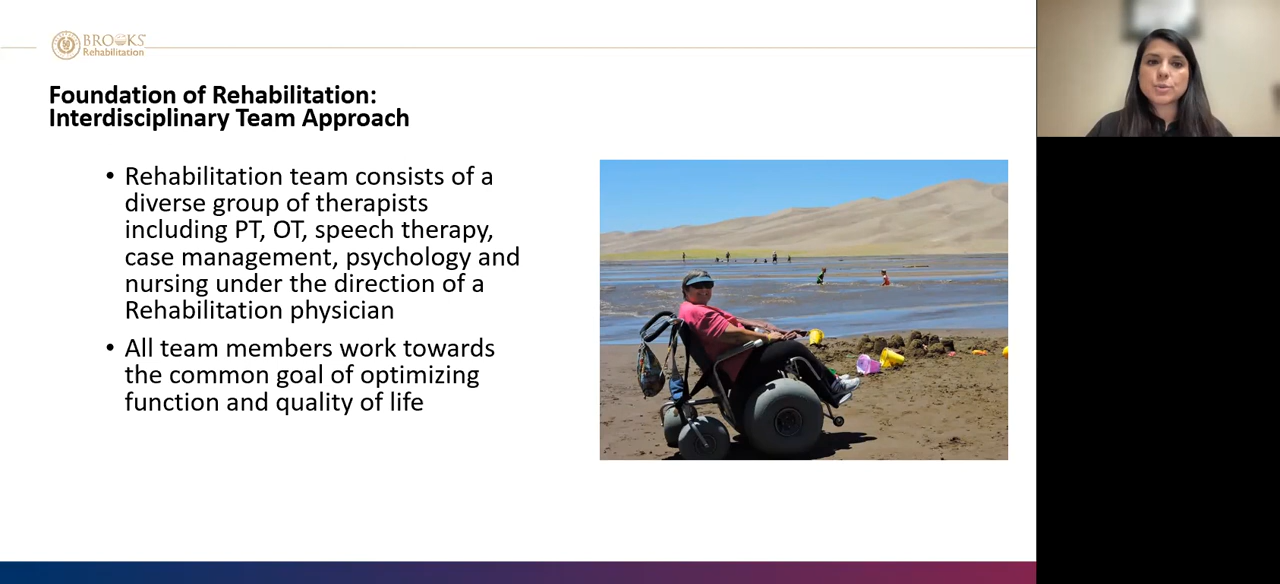 BROOKS
Rehabilitation
Foundation of Rehabilitation:
Interdisciplinary Team Approach
• Rehabilitation team consists of a
diverse group of therapists
including PT, OT, speech therapy,
case management, psychology and
nursing under the direction of a
Rehabilitation physician
• All team members work towards
the common goal of optimizing
function and quality of life